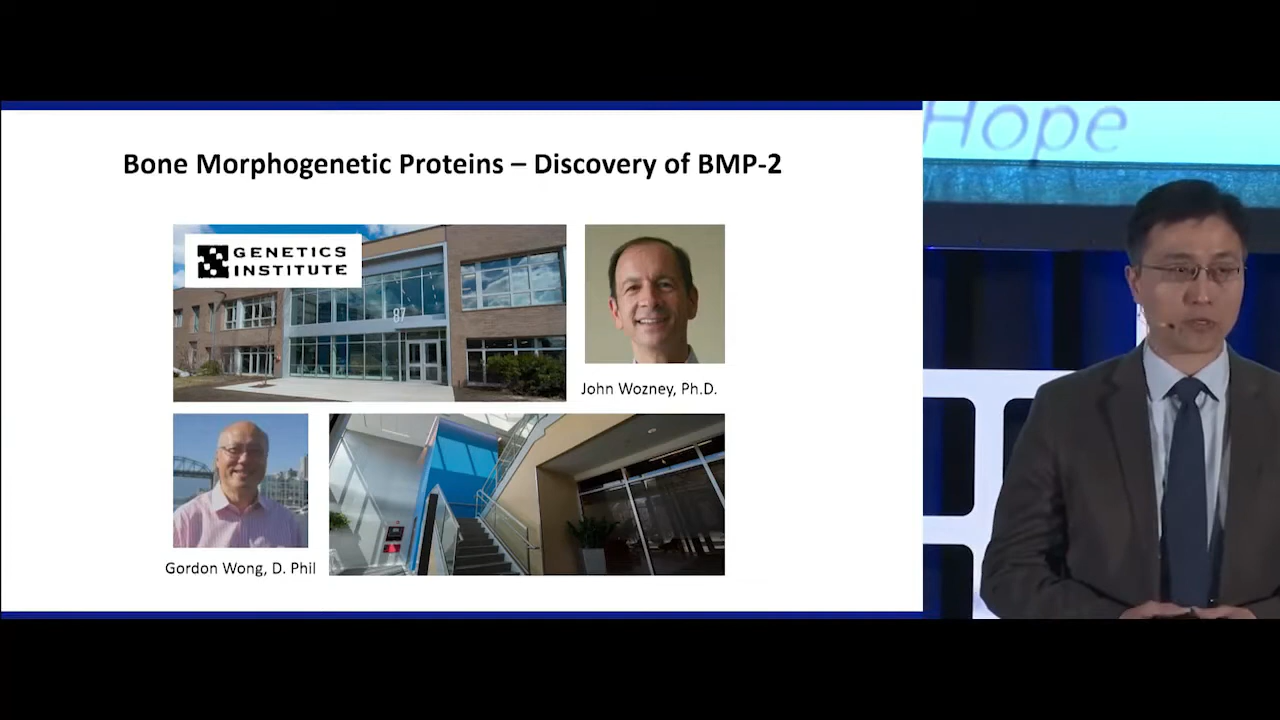 Hope
Bone Morphogenetic Proteins – Discovery of BMP-2
GENETICS
INSTITUTE
87
John Wozney, Ph.D.
Gordon Wong, D. Phil